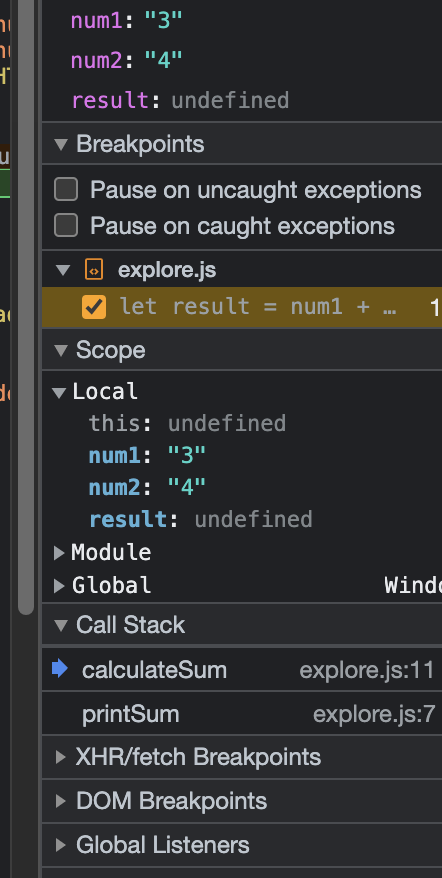 num1: "3"
num2: "4"
result: undefined
Breakpoints
Pause on uncaught exceptions
Pause on caught exceptions
explore.js
let result = num1 + …
Scope
Local
this: undefined
num1: "3"
num2: "4"
result: undefined
Module
Global
Call Stack
calculateSum explore.js:11
printSum explore.js:7
XHR/fetch Breakpoints
DOM Breakpoints
Global Listeners